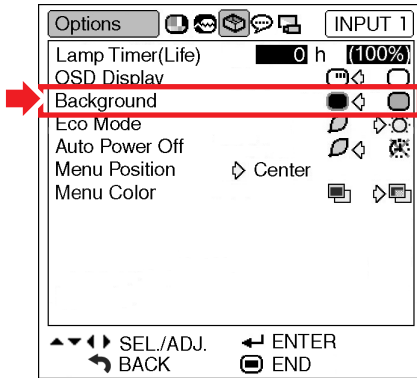 Options INPUT 1
Lamp Timer(Life) 0 h (100%)
OSD Display
Background
Eco Mode
Auto Power Off
Menu Position Center
Menu Color
SEL./ADJ. ENTER
BACK END